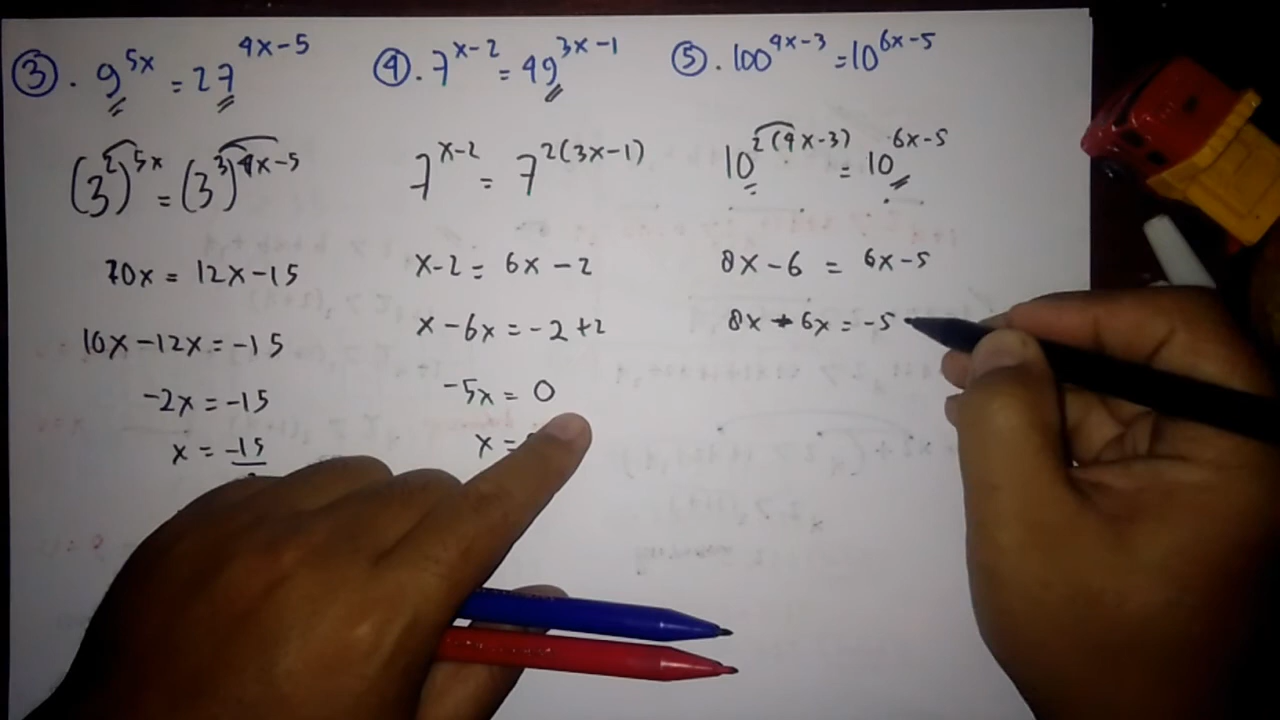 ③. 9^5x = 27^4x-5
(3^2)^5x = (3^3)^4x-5
10x = 12x-15
10x-12x = -15
-2x = -15
x = -15
④. 7^x-2 = 49^3x-1
7^x-2 = 7^2(3x-1)
x-2 = 6x-2
x-6x = -2+2
-5x = 0
x =
⑤. 100^4x-3 = 10^6x-5
10^2(4x-3) = 10^6x-5
8x-6 = 6x-5
8x-6x = -5